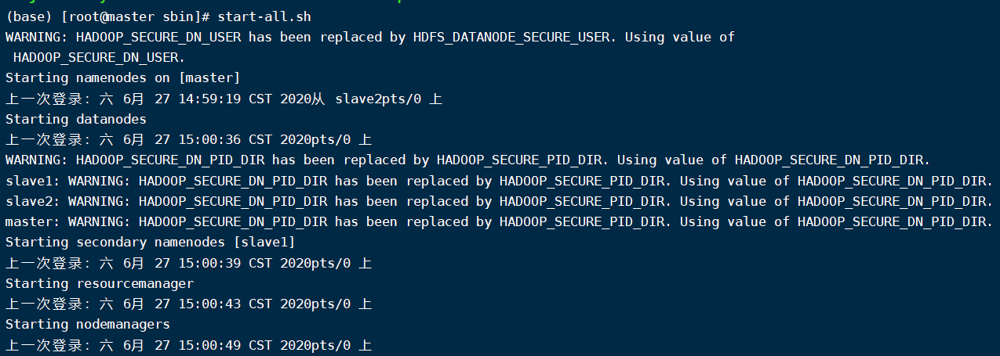 (base) [root@master sbin]# start-all.sh
WARNING: HADOOP_SECURE_DN_USER has been replaced by HDFS_DATANODE_SECURE_USER. Using value of
HADOOP_SECURE_DN_USER.
Starting namenodes on [master]
上一次登录: 六 6月 27 14:59:19 CST 2020从 slave2pts/0 上
Starting datanodes
上一次登录: 六 6月 27 15:00:36 CST 2020pts/0 上
WARNING: HADOOP_SECURE_DN_PID_DIR has been replaced by HADOOP_SECURE_PID_DIR. Using value of HADOOP_SECURE_DN_PID_DIR.
slave1: WARNING: HADOOP_SECURE_DN_PID_DIR has been replaced by HADOOP_SECURE_PID_DIR. Using value of HADOOP_SECURE_DN_PID_DIR.
slave2: WARNING: HADOOP_SECURE_DN_PID_DIR has been replaced by HADOOP_SECURE_PID_DIR. Using value of HADOOP_SECURE_DN_PID_DIR.
master: WARNING: HADOOP_SECURE_DN_PID_DIR has been replaced by HADOOP_SECURE_PID_DIR. Using value of HADOOP_SECURE_DN_PID_DIR.
Starting secondary namenodes [slave1]
上一次登录: 六 6月 27 15:00:39 CST 2020pts/0 上
Starting resourcemanager
上一次登录: 六 6月 27 15:00:43 CST 2020pts/0 上
Starting nodemanagers
上一次登录: 六 6月 27 15:00:49 CST 2020pts/0 上